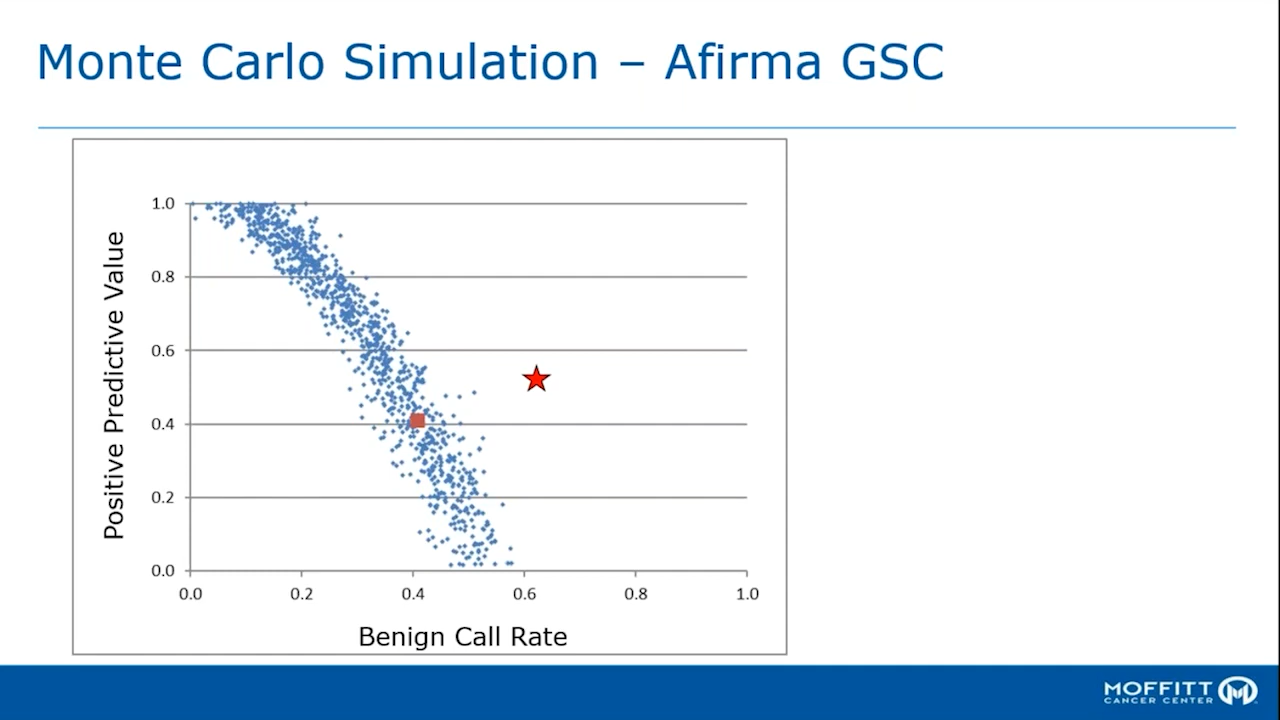 Monte Carlo Simulation – Afirma GSC
Positive Predictive Value
1.0
0.8
0.6
0.4
0.2
0.0
0.0 0.2 0.4 0.6 0.8 1.0
Benign Call Rate
MOFFITT
CANCER CENTER